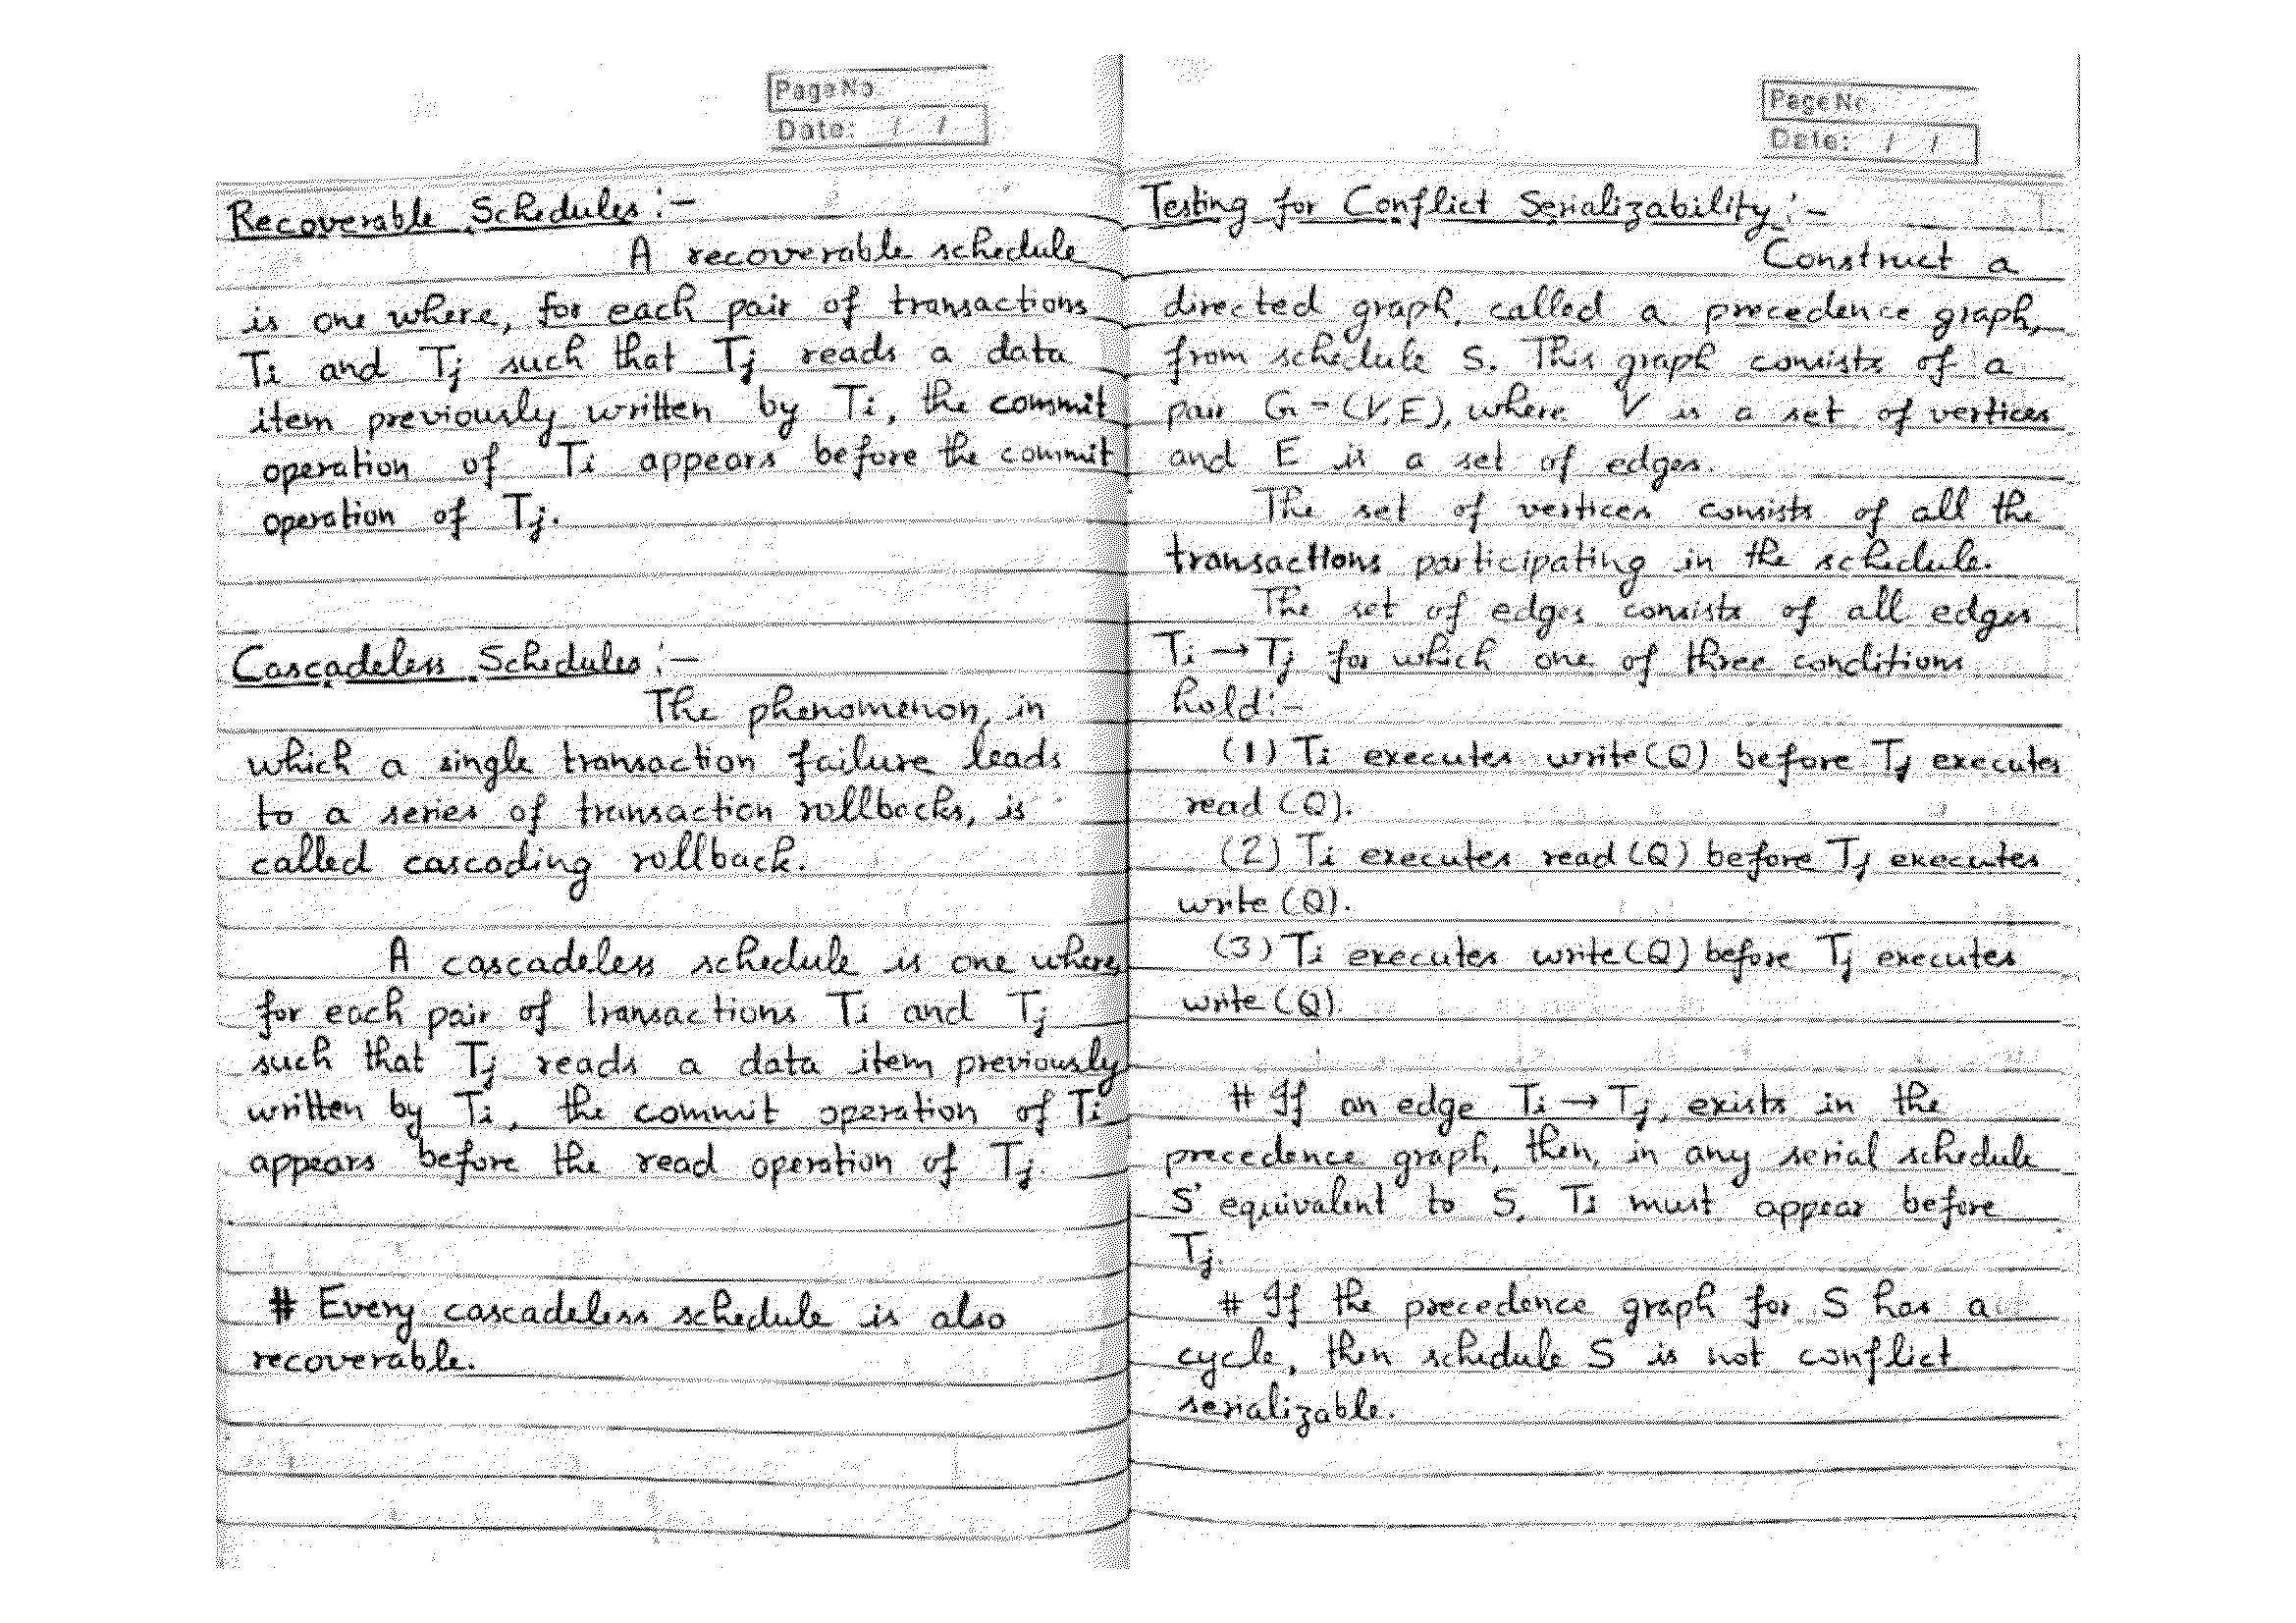 Page No.
Date: / /
Recoverable Schedules :-
A recoverable schedule
is one where, for each pair of transactions
Ti and Tj such that Tj reads a data
item previously written by Ti, the commit
operation of Ti appears before the commit
operation of Tj.
Cascadeless Schedules :-
The phenomenon, in
which a single transaction failure leads
to a series of transaction rollbacks, is
called cascading rollback.
A cascadeless schedule is one where
for each pair of transactions Ti and Tj
such that Tj reads a data item previously
written by Ti, the commit operation of Ti
appears before the read operation of Tj.
# Every cascadeless schedule is also
recoverable.
Page No.
Date: / /
Testing for Conflict Serializability :-
Construct a
directed graph, called a precedence graph,
from schedule S. This graph consists of a
pair G = (V, E), where V is a set of vertices
and E is a set of edges.
The set of vertices consists of all the
transactions participating in the schedule.
The set of edges consists of all edges
Ti → Tj for which one of three conditions
hold:-
(1) Ti executes write(Q) before Tj executes
read (Q).
(2) Ti executes read (Q) before Tj executes
write (Q).
(3) Ti executes write(Q) before Tj executes
write (Q).
# If an edge Ti → Tj, exists in the
precedence graph, then, in any serial schedule
S' equivalent to S, Ti must appear before
Tj.
# If the precedence graph for S has a
cycle, then schedule S is not conflict
serializable.